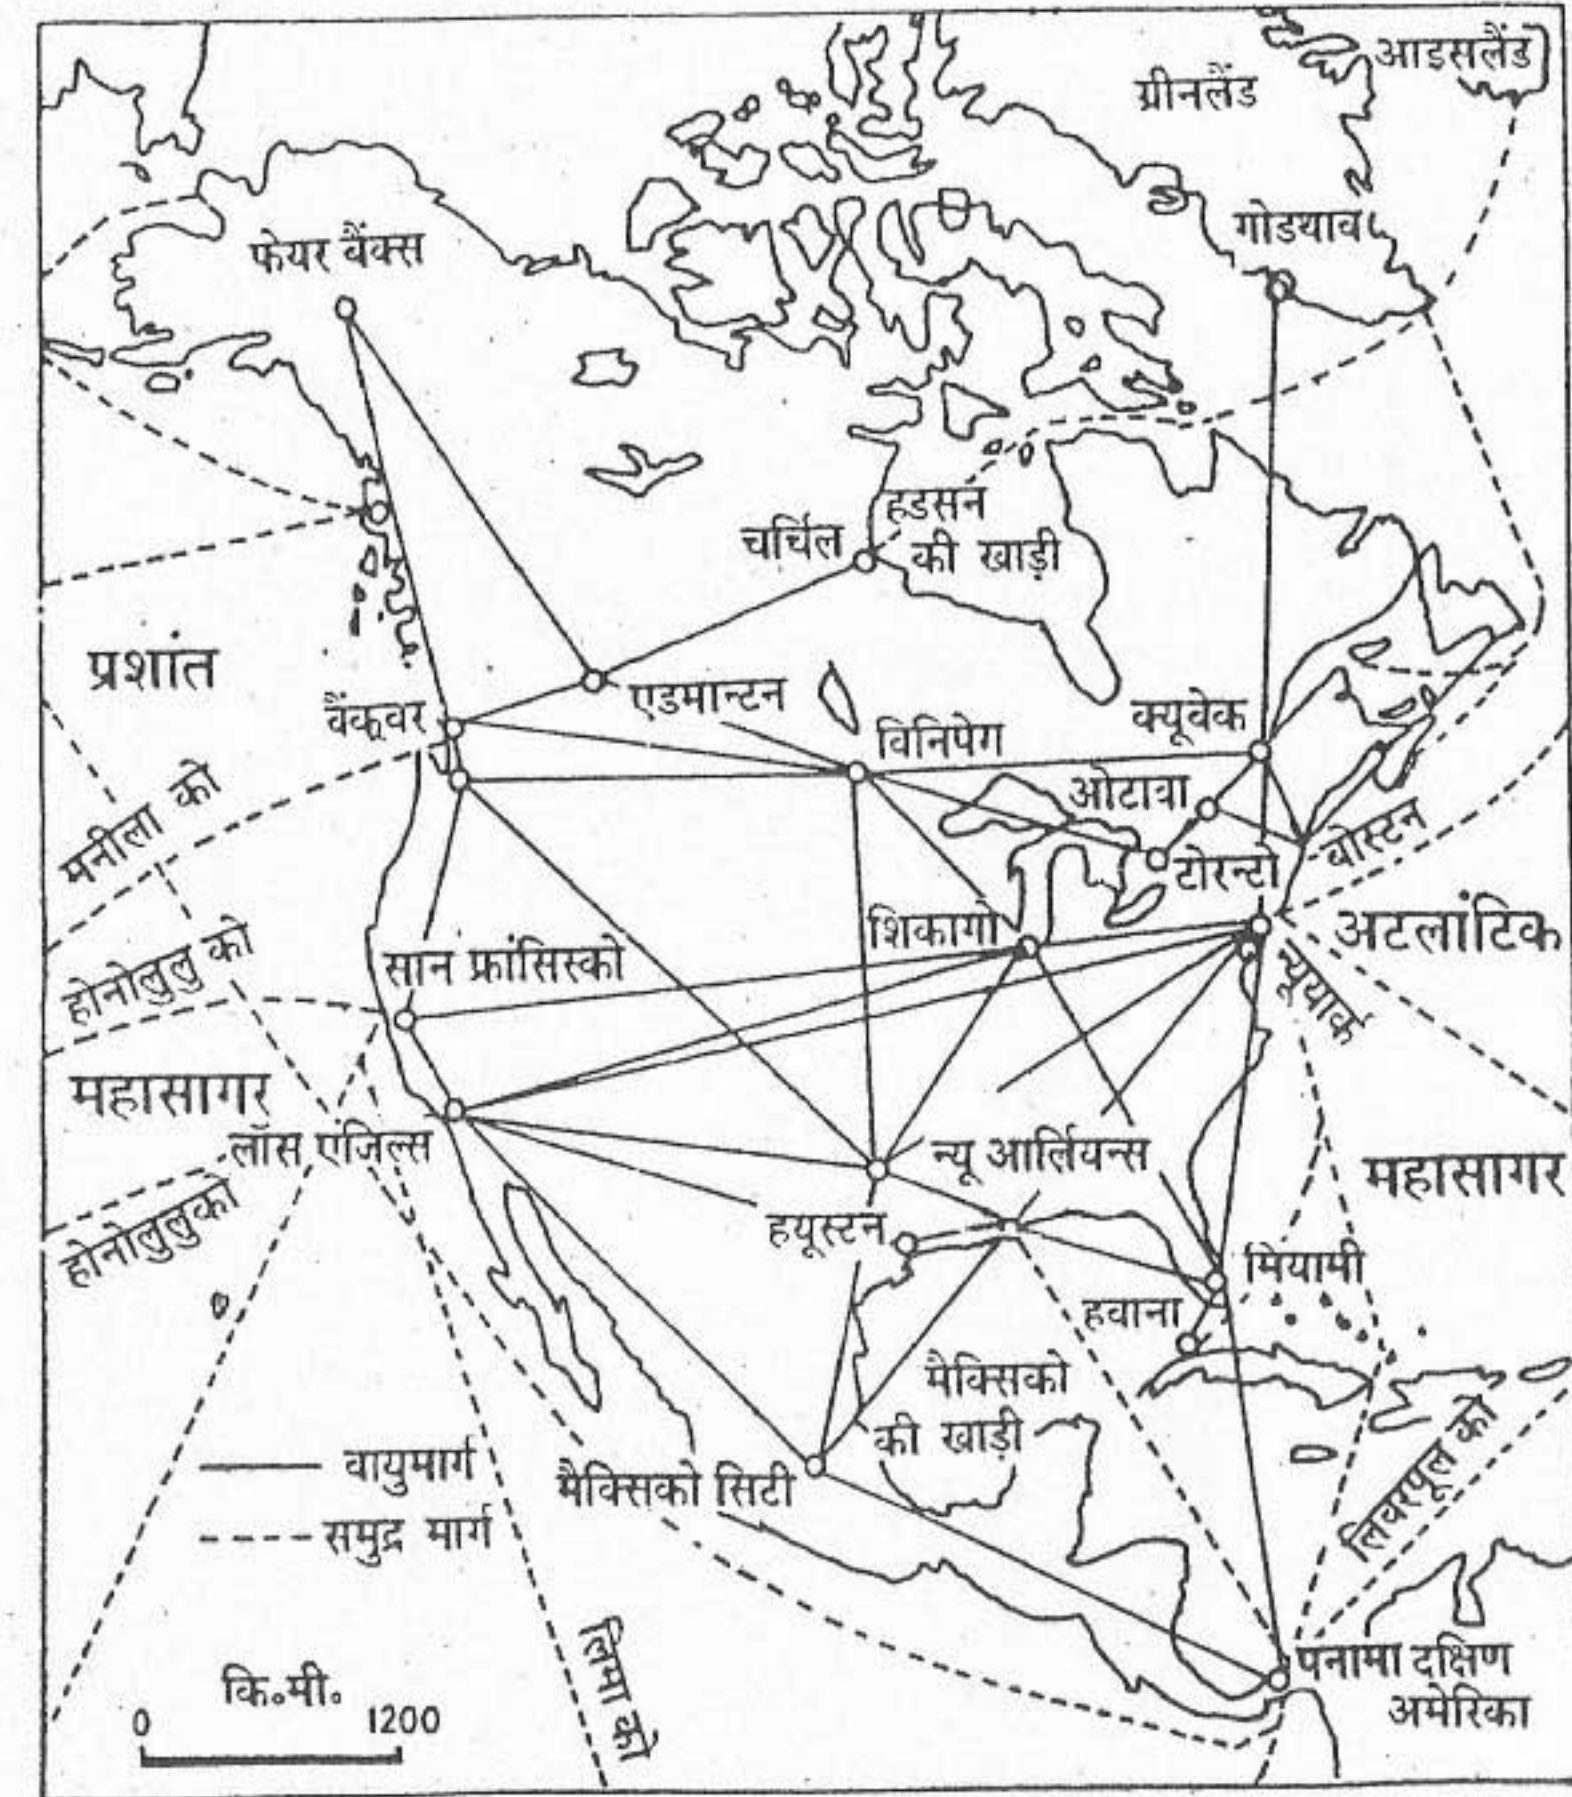 आइसलैंड
ग्रीनलैंड
गोडथाव
फेयर बैंक्स
हडसन
की खाड़ी
चर्चिल
प्रशांत
एडमान्टन
वैंकूवर
विनिपेग
क्यूवेक
ओटावा
टोरन्टो
बोस्टन
मनीला को
शिकागो
अटलांटिक
होनोलुलु को
सान फ्रांसिस्को
न्यूयार्क
महासागर
लॉस एंजिल्स
न्यू आर्लियन्स
महासागर
होनोलुलुको
हयूस्टन
मियामी
हवाना
मैक्सिको
की खाड़ी
लिवरपूल को
वायुमार्ग
मैक्सिको सिटी
समुद्र मार्ग
लिमा को
पनामा दक्षिण
अमेरिका
कि॰मी॰
0 1200